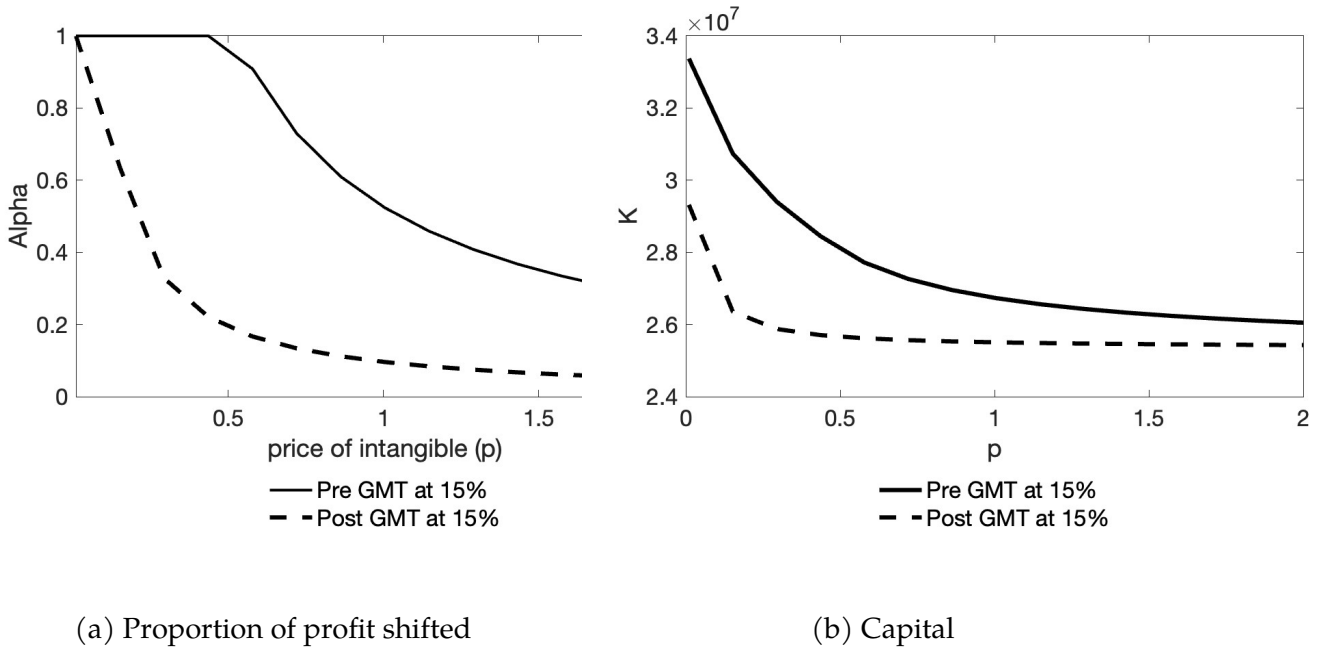 1
0.8
0.6
0.4
0.2
0
Alpha
0.5
1
1.5
price of intangible (p)
Pre GMT at 15%
Post GMT at 15%
(a) Proportion of profit shifted
×10⁷
3.4
3.2
3
2.8
2.6
2.4
K
0
0.5
1
1.5
2
p
Pre GMT at 15%
Post GMT at 15%
(b) Capital